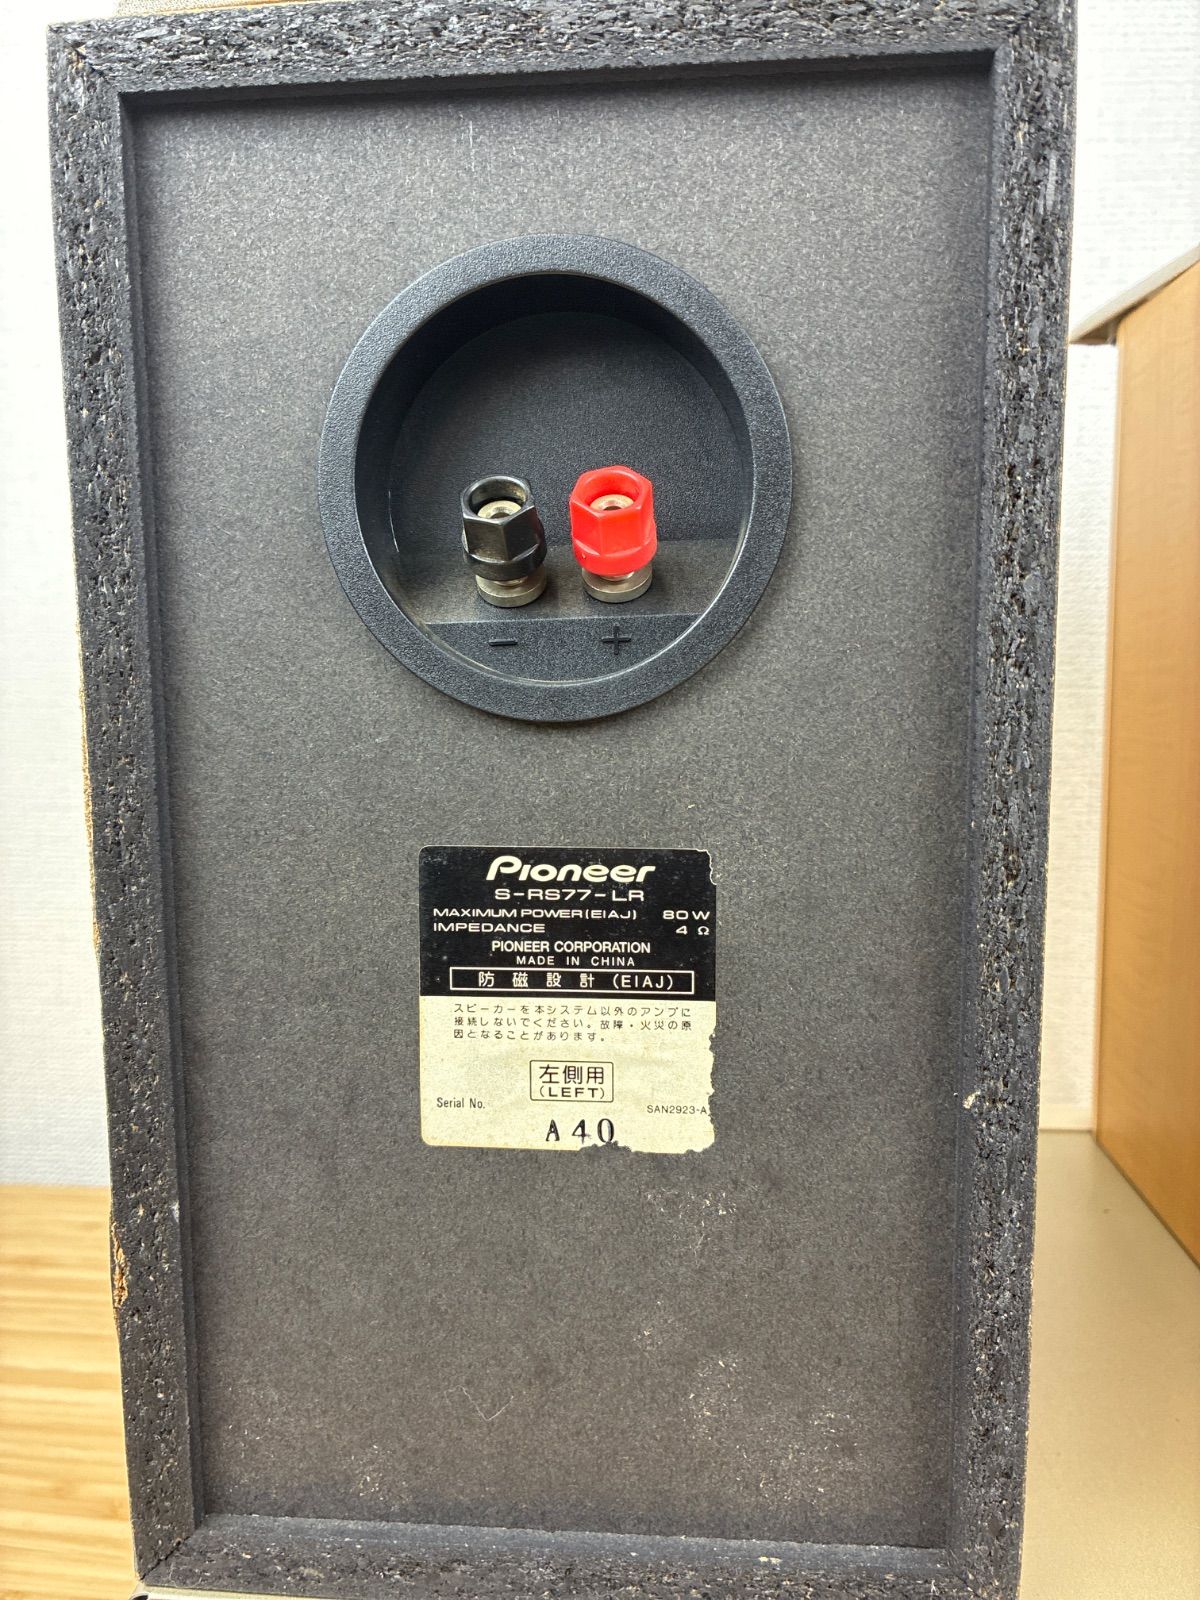 − +
Pioneer
S-RS77-LR
MAXIMUM POWER(EIAJ) 80W
IMPEDANCE 4Ω
PIONEER CORPORATION
MADE IN CHINA
防磁設計(EIAJ)
スピーカーを本システム以外のアンプに
接続しないでください。故障・火災の原
因となることがあります。
左側用
(LEFT)
Serial No. SAN2923-A
A40